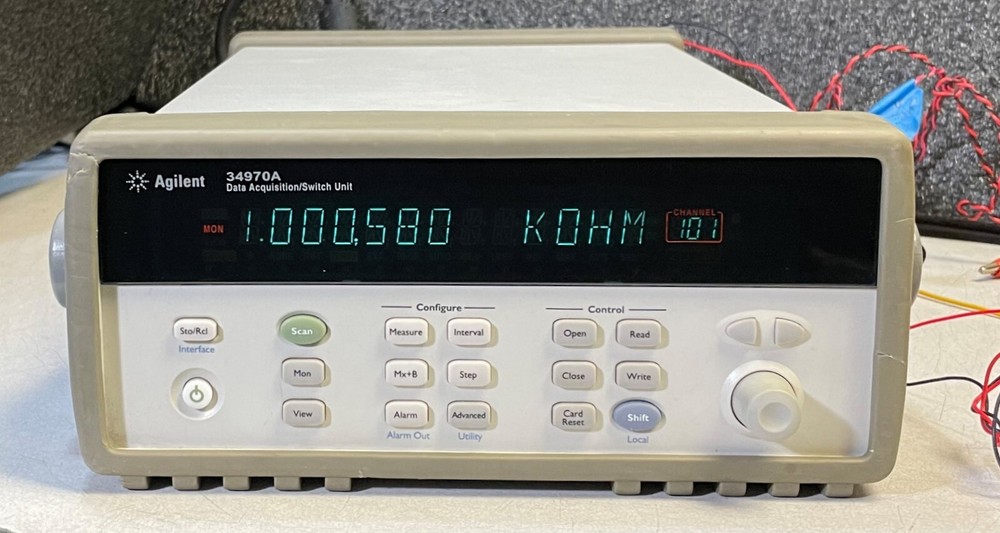 Agilent
34970A
Data Acquisition/Switch Unit
MON
1.000,580 KOHM
CHANNEL
101
Configure
Control
Sto/Rcl
Scan
Measure
Interval
Open
Read
Interface
Mon
Mx+B
Step
Close
Write
View
Alarm
Advanced
Card
Reset
Shift
Alarm Out
Utility
Local